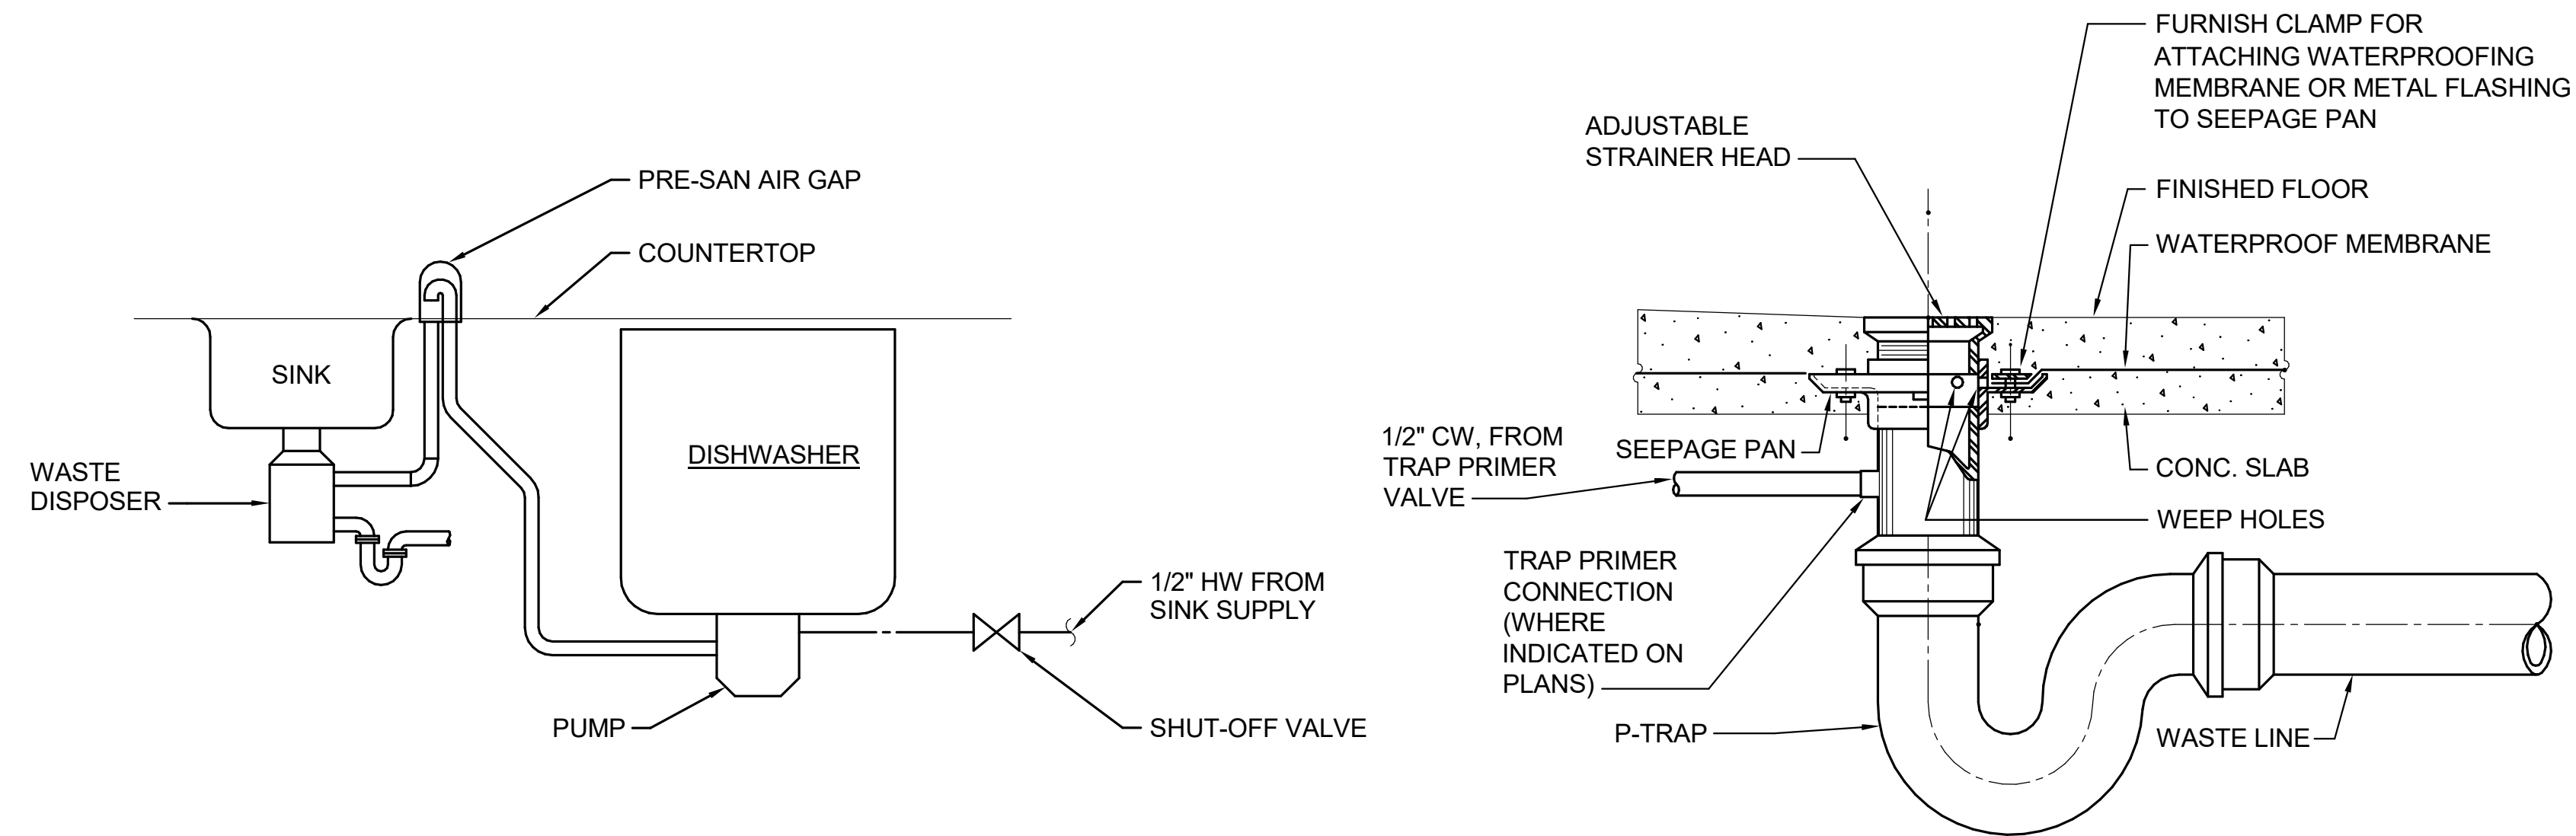 PRE-SAN AIR GAP
COUNTERTOP
SINK
DISHWASHER
WASTE
DISPOSER
1/2" HW FROM
SINK SUPPLY
PUMP
SHUT-OFF VALVE
FURNISH CLAMP FOR
ATTACHING WATERPROOFING
MEMBRANE OR METAL FLASHING
TO SEEPAGE PAN
ADJUSTABLE
STRAINER HEAD
FINISHED FLOOR
WATERPROOF MEMBRANE
1/2" CW, FROM
TRAP PRIMER
VALVE
SEEPAGE PAN
CONC. SLAB
WEEP HOLES
TRAP PRIMER
CONNECTION
(WHERE
INDICATED ON
PLANS)
P-TRAP
WASTE LINE